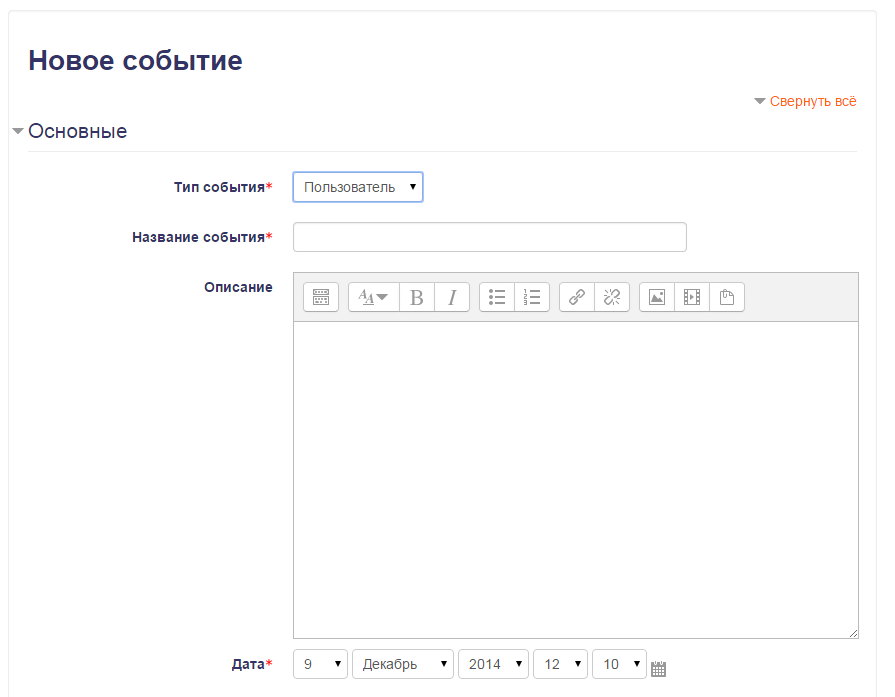 Новое событие
Свернуть всё
Основные
Тип события* Пользователь
Название события*
Описание
Дата* 9 Декабрь 2014 12 10